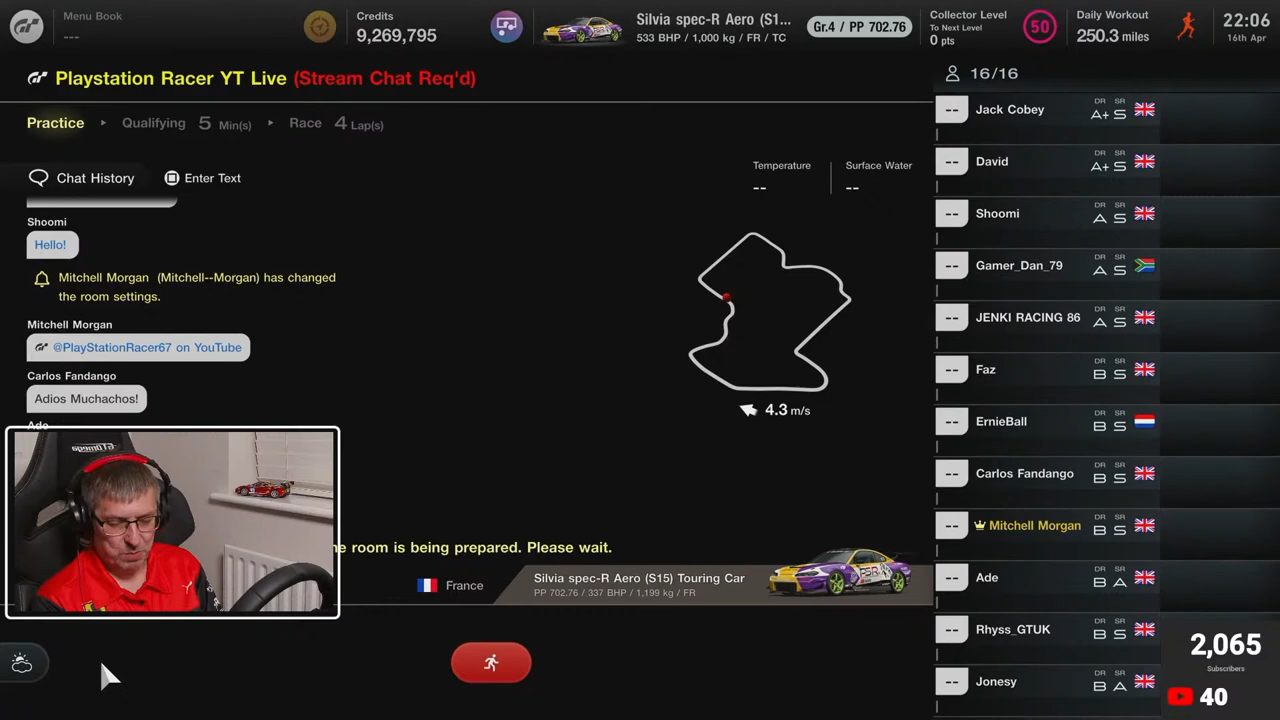 Menu Book
---
Credits
9,269,795
Silvia spec-R Aero (S1...
533 BHP / 1,000 kg / FR / TC
Gr.4 / PP 702.76
Collector Level
To Next Level
0 pts
50
Daily Workout
250.3 miles
22:06
16th Apr
Playstation Racer YT Live (Stream Chat Req'd)
Practice
Qualifying 5 Min(s)
Race 4 Lap(s)
Chat History
Enter Text
Temperature
--
Surface Water
--
Shoomi
Hello!
Mitchell Morgan (Mitchell--Morgan) has changed
the room settings.
Mitchell Morgan
@PlayStationRacer67 on YouTube
Carlos Fandango
Adios Muchachos!
Ade
4.3 m/s
GT Omega
e room is being prepared. Please wait.
France
Silvia spec-R Aero (S15) Touring Car
PP 702.76 / 337 BHP / 1,199 kg / FR
16/16
-- Jack Cobey DR A+ SR S
-- David DR A+ SR S
-- Shoomi DR A SR S
-- Gamer_Dan_79 DR A SR S
-- JENKI RACING 86 DR A SR S
-- Faz DR B SR S
-- ErnieBall DR B SR S
-- Carlos Fandango DR B SR S
-- Mitchell Morgan DR B SR S
-- Ade DR B SR A
-- Rhyss_GTUK DR B SR S
-- Jonesy DR B SR A
2,065
Subscribers
40